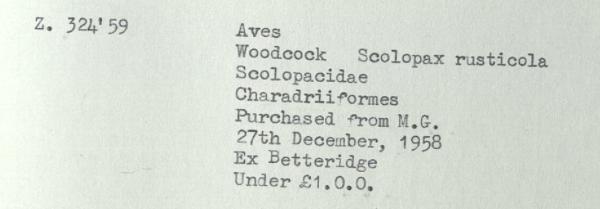 Z. 324'59
Aves
Woodcock Scolopax rusticola
Scolopacidae
Charadriiformes
Purchased from M.G.
27th December, 1958
Ex Betteridge
Under £1.0.0.